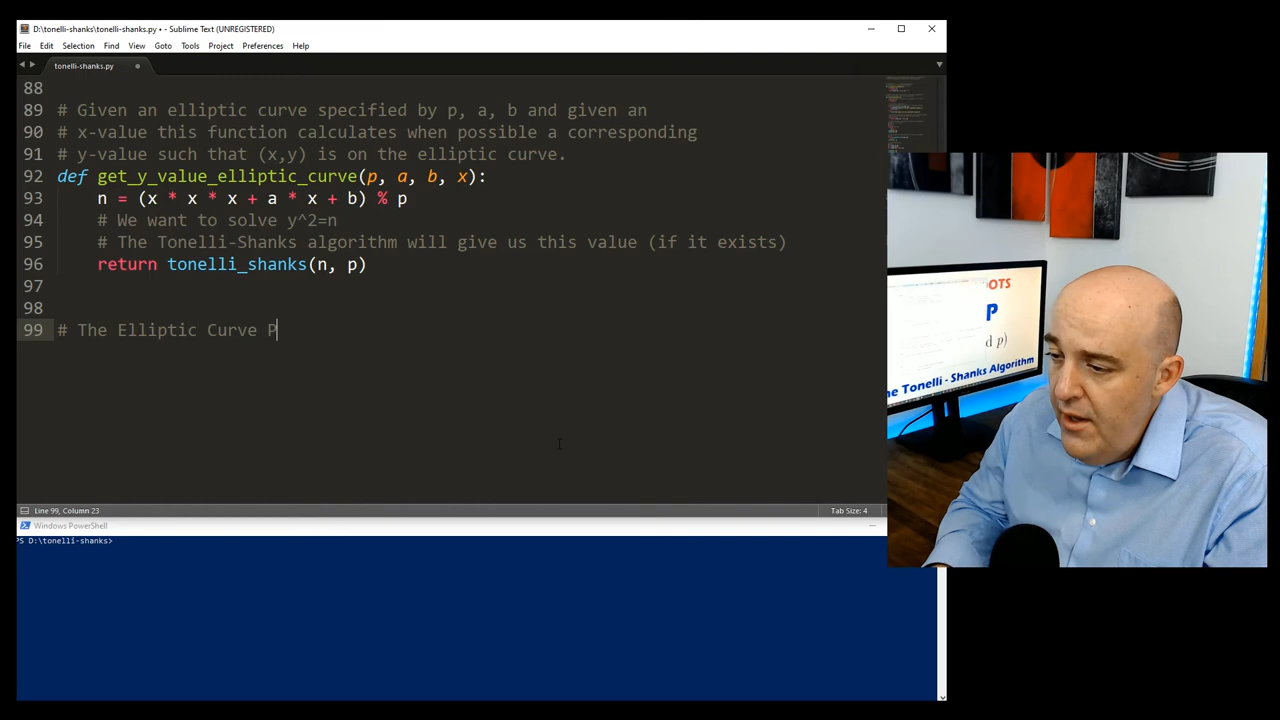 D:\tonelli-shanks\tonelli-shanks.py • - Sublime Text (UNREGISTERED)
File Edit Selection Find View Goto Tools Project Preferences Help
tonelli-shanks.py
88
89 # Given an elliptic curve specified by p, a, b and given an
90 # x-value this function calculates when possible a corresponding
91 # y-value such that (x,y) is on the elliptic curve.
92 def get_y_value_elliptic_curve(p, a, b, x):
93 n = (x * x * x + a * x + b) % p
94 # We want to solve y^2=n
95 # The Tonelli-Shanks algorithm will give us this value (if it exists)
96 return tonelli_shanks(n, p)
97
98
99 # The Elliptic Curve P
OTS
P
d p)
he Tonelli - Shanks Algorithm
Line 99, Column 23
Tab Size: 4
Windows PowerShell
PS D:\tonelli-shanks>